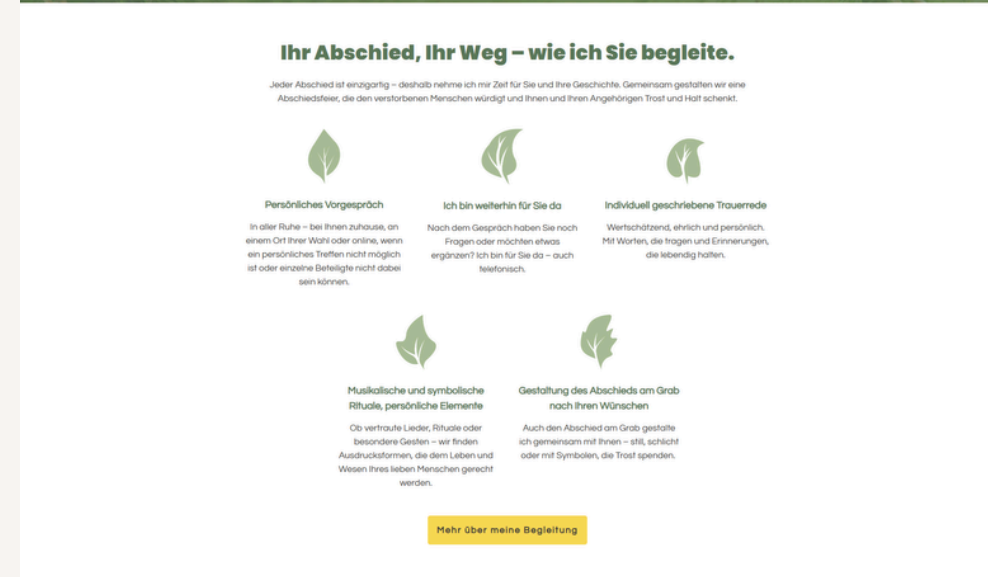 Ihr Abschied, Ihr Weg – wie ich Sie begleite.
Jeder Abschied ist einzigartig – deshalb nehme ich mir Zeit für Sie und Ihre Geschichte. Gemeinsam gestalten wir eine
Abschiedsfeier, die den verstorbenen Menschen würdigt und Ihnen und Ihren Angehörigen Trost und Halt schenkt.
Persönliches Vorgespräch
In aller Ruhe – bei Ihnen zuhause, an
einem Ort Ihrer Wahl oder online, wenn
ein persönliches Treffen nicht möglich
ist oder einzelne Beteiligte nicht dabei
sein können.
Ich bin weiterhin für Sie da
Nach dem Gespräch haben Sie noch
Fragen oder möchten etwas
ergänzen? Ich bin für Sie da – auch
telefonisch.
Individuell geschriebene Trauerrede
Wertschätzend, ehrlich und persönlich.
Mit Worten, die tragen und Erinnerungen,
die lebendig halten.
Musikalische und symbolische
Rituale, persönliche Elemente
Ob vertraute Lieder, Rituale oder
besondere Gesten – wir finden
Ausdrucksformen, die dem Leben und
Wesen Ihres lieben Menschen gerecht
werden.
Gestaltung des Abschieds am Grab
nach Ihren Wünschen
Auch den Abschied am Grab gestalte
ich gemeinsam mit Ihnen – still, schlicht
oder mit Symbolen, die Trost spenden.
Mehr über meine Begleitung